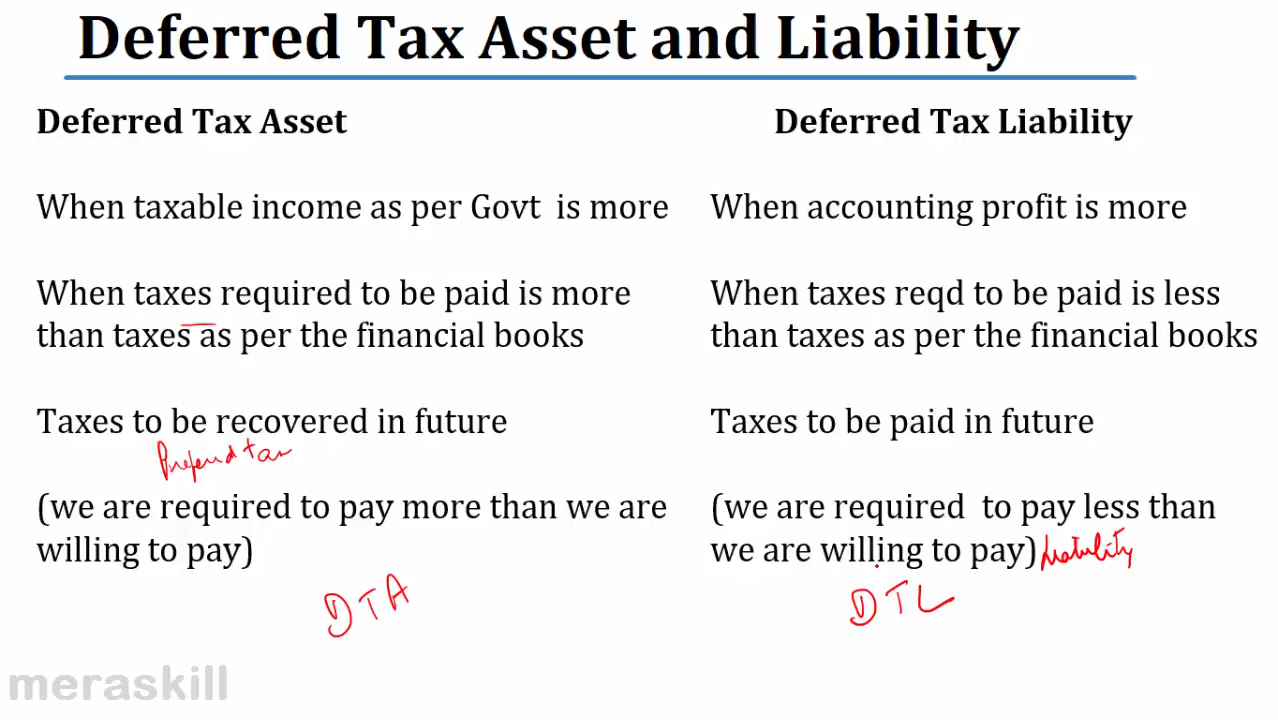 Deferred Tax Asset and Liability
Deferred Tax Asset
When taxable income as per Govt is more
When taxes required to be paid is more
than taxes as per the financial books
Taxes to be recovered in future
tax
(we are required to pay more than we are
willing to pay)
DTA
Deferred Tax Liability
When accounting profit is more
When taxes reqd to be paid is less
than taxes as per the financial books
Taxes to be paid in future
(we are required to pay less than
we are willing to pay) Liability
DTL
meraskill